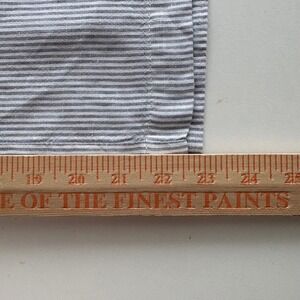 19 20 21 22 23 24 25
E OF THE FINEST PAINTS